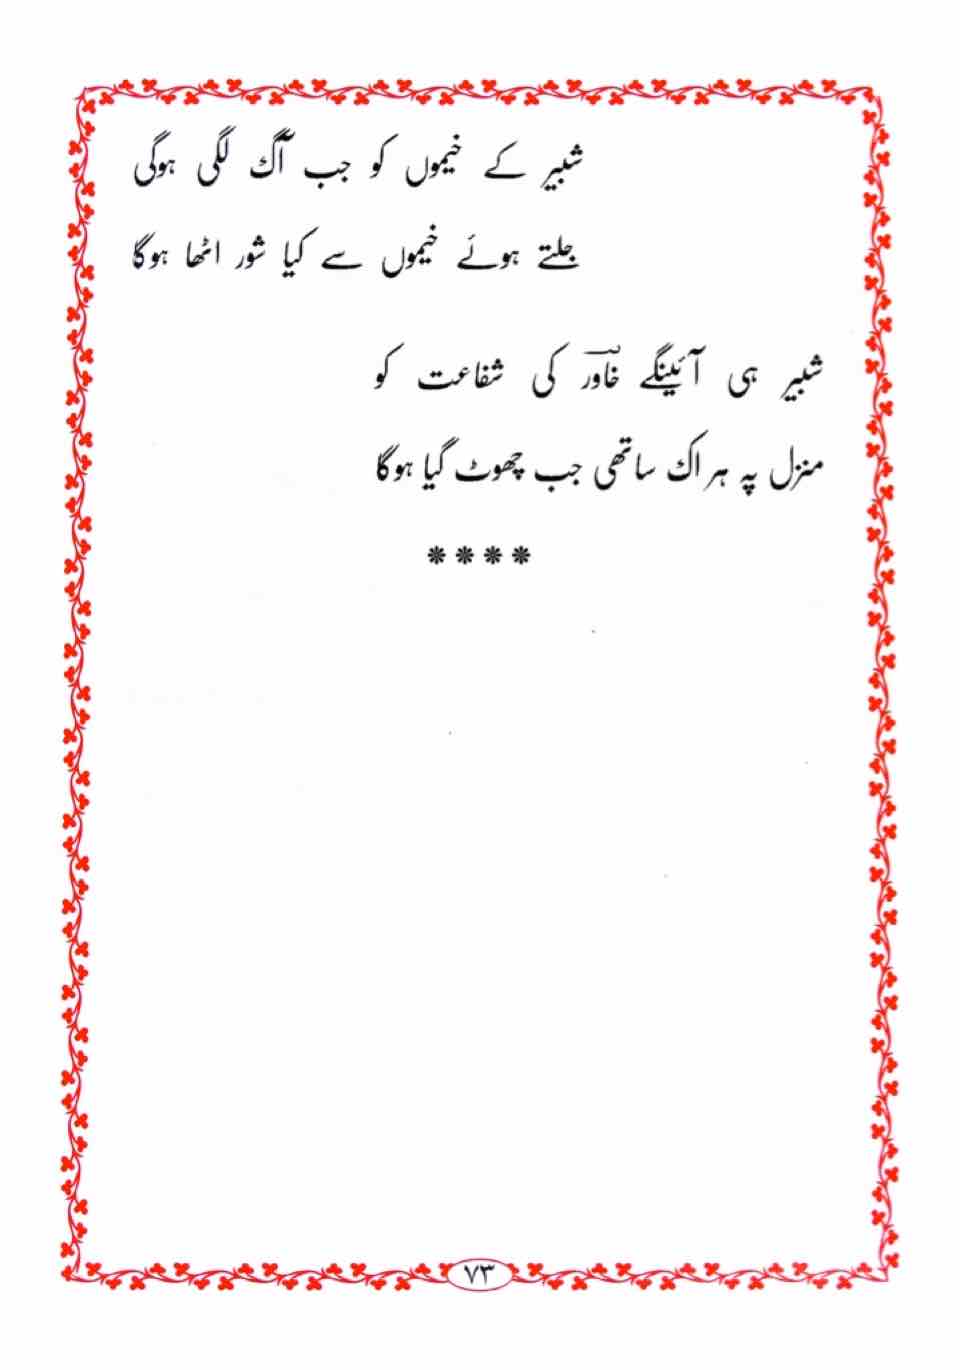 شبیر کے خیموں کو جب آگ لگی ہوگی
جلتے ہوئے خیموں سے کیا شور اٹھا ہوگا
شبیر ہی آئینگے خاورؔ کی شفاعت کو
منزل پہ ہر اک ساتھی جب چھوٹ گیا ہوگا
****
۷۳